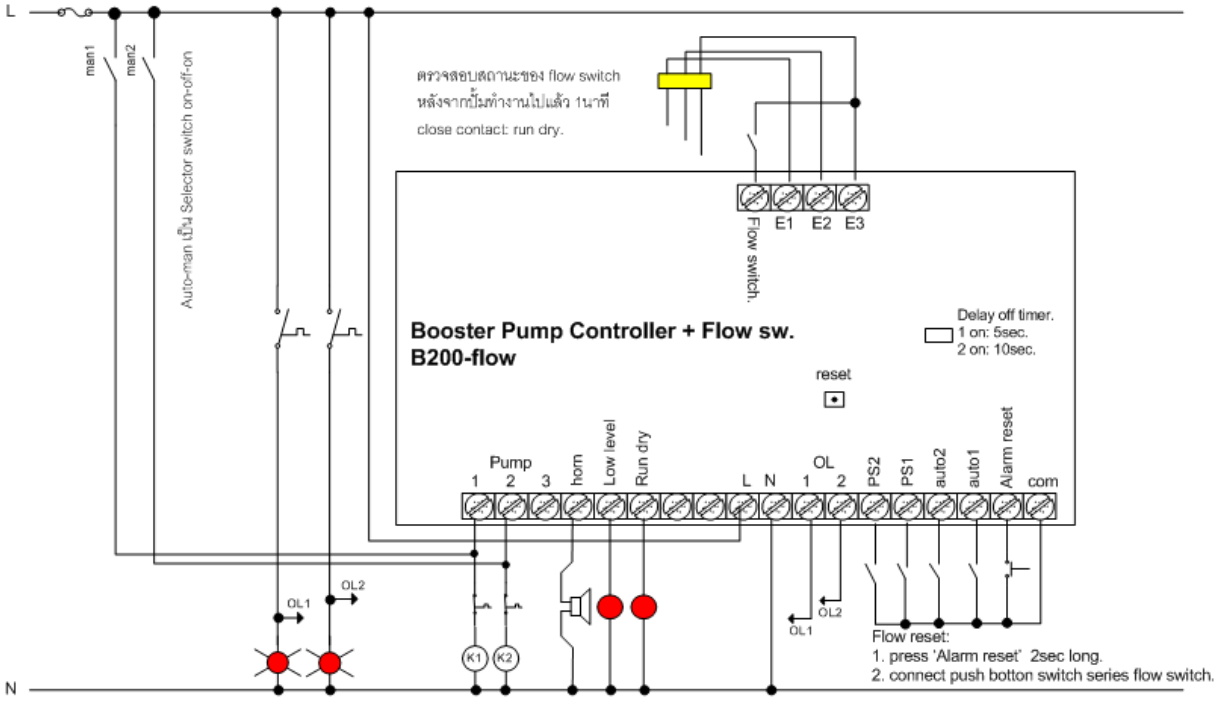 L
man1
man2
Auto-man เป็น Selector switch on-off-on
ตรวจสอบสถานะของ flow switch
หลังจากปั๊มทำงานไปแล้ว 1นาที
close contact: run dry.
Flow switch.
E1
E2
E3
Booster Pump Controller + Flow sw.
B200-flow
Delay off timer.
1 on: 5sec.
2 on: 10sec.
reset
Pump
1
2
3
horn
Low level
Run dry
L
N
OL
1
2
PS2
PS1
auto2
auto1
Alarm reset
com
OL1
OL2
K1
K2
OL1
OL2
Flow reset:
1. press 'Alarm reset' 2sec long.
2. connect push botton switch series flow switch.
N